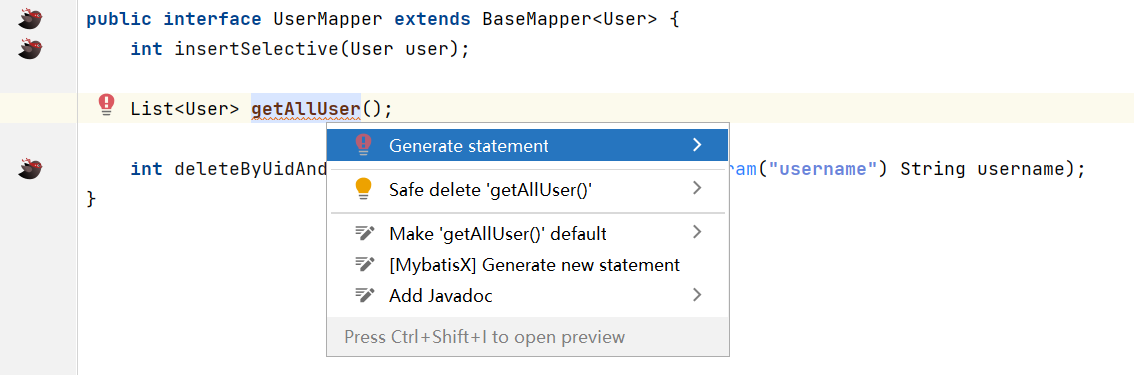 public interface UserMapper extends BaseMapper<User> {
int insertSelective(User user);
List<User> getAllUser();
Generate statement
int deleteByUidAnd ram("username") String username);
Safe delete 'getAllUser()'
}
Make 'getAllUser()' default
[MybatisX] Generate new statement
Add Javadoc
Press Ctrl+Shift+I to open preview